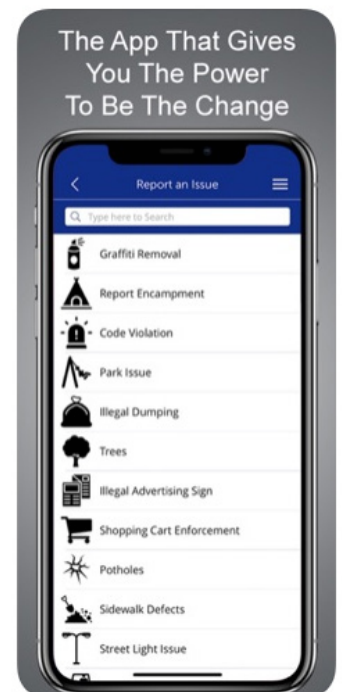 The App That Gives
You The Power
To Be The Change
Report an Issue
Type here to Search
Graffiti Removal
Report Encampment
Code Violation
Park Issue
Illegal Dumping
Trees
Illegal Advertising Sign
Shopping Cart Enforcement
Potholes
Sidewalk Defects
Street Light Issue